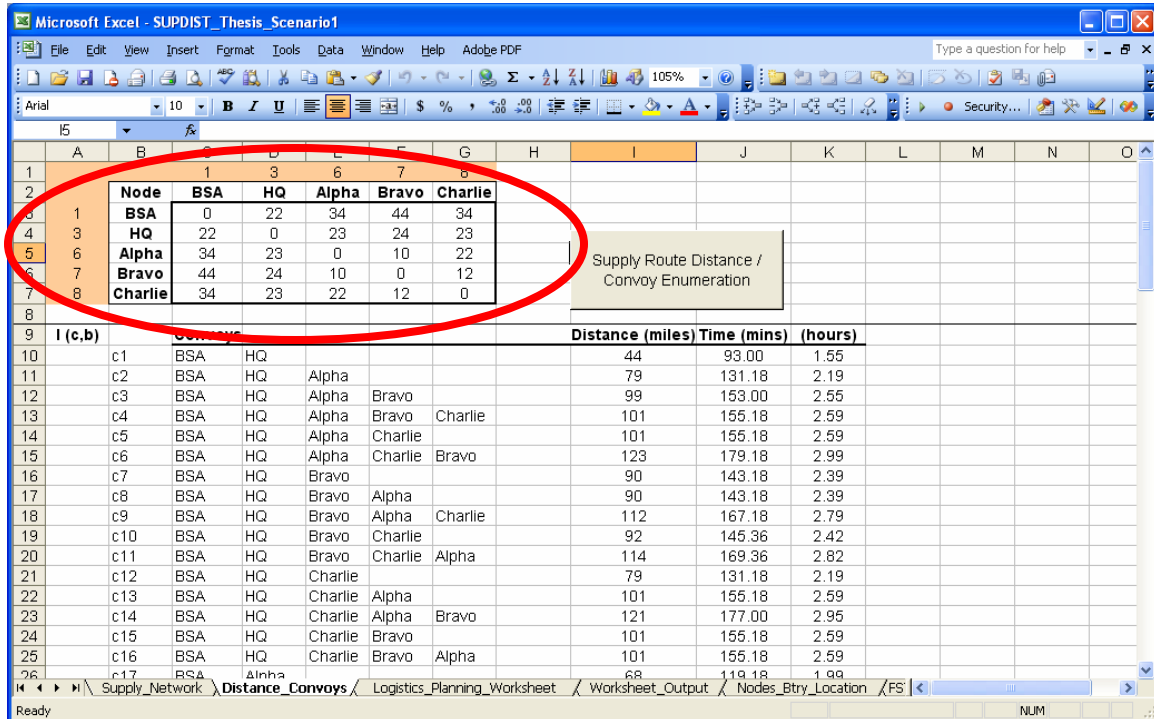 Microsoft Excel - SUPDIST_Thesis_Scenario1
File Edit View Insert Format Tools Data Window Help Adobe PDF Type a question for help
105%
Arial 10 B I U $ % , Security...
I5 fx
A B C D E F G H I J K L M N O
1 1 3 6 7 8
2 Node BSA HQ Alpha Bravo Charlie
3 1 BSA 0 22 34 44 34
4 3 HQ 22 0 23 24 23
5 6 Alpha 34 23 0 10 22
6 7 Bravo 44 24 10 0 12
7 8 Charlie 34 23 22 12 0
Supply Route Distance /
Convoy Enumeration
8
9 I (c,b) Convoys Distance (miles) Time (mins) (hours)
10 c1 BSA HQ 44 93.00 1.55
11 c2 BSA HQ Alpha 79 131.18 2.19
12 c3 BSA HQ Alpha Bravo 99 153.00 2.55
13 c4 BSA HQ Alpha Bravo Charlie 101 155.18 2.59
14 c5 BSA HQ Alpha Charlie 101 155.18 2.59
15 c6 BSA HQ Alpha Charlie Bravo 123 179.18 2.99
16 c7 BSA HQ Bravo 90 143.18 2.39
17 c8 BSA HQ Bravo Alpha 90 143.18 2.39
18 c9 BSA HQ Bravo Alpha Charlie 112 167.18 2.79
19 c10 BSA HQ Bravo Charlie 92 145.36 2.42
20 c11 BSA HQ Bravo Charlie Alpha 114 169.36 2.82
21 c12 BSA HQ Charlie 79 131.18 2.19
22 c13 BSA HQ Charlie Alpha 101 155.18 2.59
23 c14 BSA HQ Charlie Alpha Bravo 121 177.00 2.95
24 c15 BSA HQ Charlie Bravo 101 155.18 2.59
25 c16 BSA HQ Charlie Bravo Alpha 101 155.18 2.59
26 c17 BSA Alpha 68 119.18 1.99
Supply_Network Distance_Convoys Logistics_Planning_Worksheet Worksheet_Output Nodes_Btry_Location FS
Ready NUM